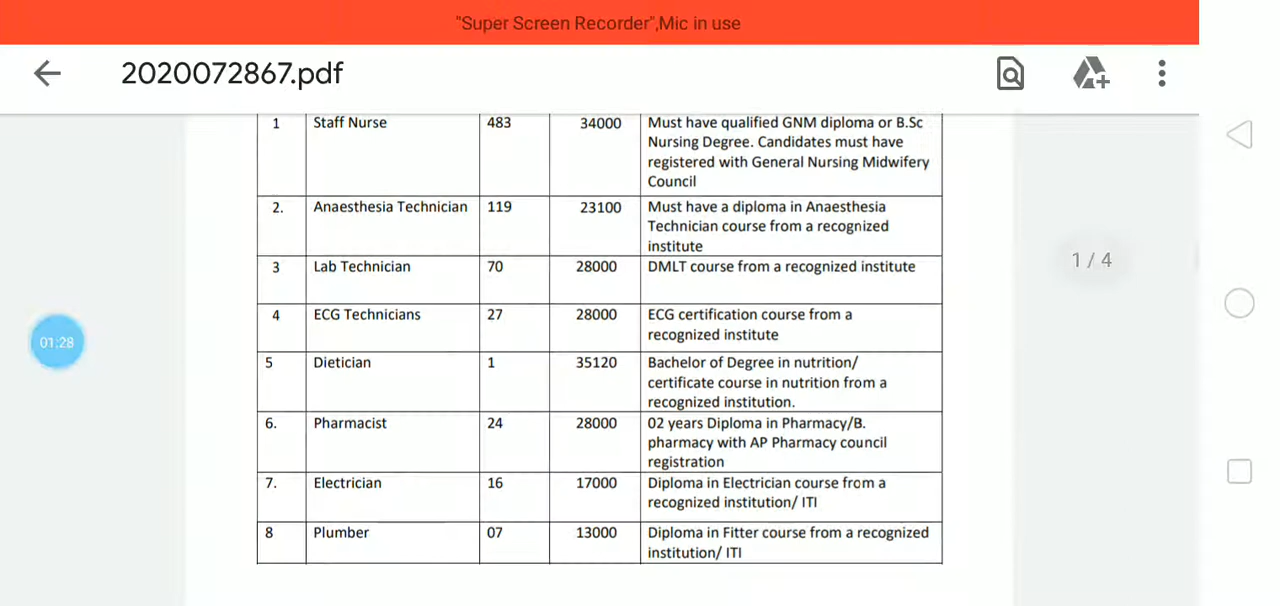 "Super Screen Recorder",Mic in use
2020072867.pdf
1 Staff Nurse 483 34000 Must have qualified GNM diploma or B.Sc
Nursing Degree. Candidates must have
registered with General Nursing Midwifery
Council
2. Anaesthesia Technician 119 23100 Must have a diploma in Anaesthesia
Technician course from a recognized
institute
1 / 4
3 Lab Technician 70 28000 DMLT course from a recognized institute
4 ECG Technicians 27 28000 ECG certification course from a
recognized institute
01:28
5 Dietician 1 35120 Bachelor of Degree in nutrition/
certificate course in nutrition from a
recognized institution.
6. Pharmacist 24 28000 02 years Diploma in Pharmacy/B.
pharmacy with AP Pharmacy council
registration
7. Electrician 16 17000 Diploma in Electrician course from a
recognized institution/ ITI
8 Plumber 07 13000 Diploma in Fitter course from a recognized
institution/ ITI